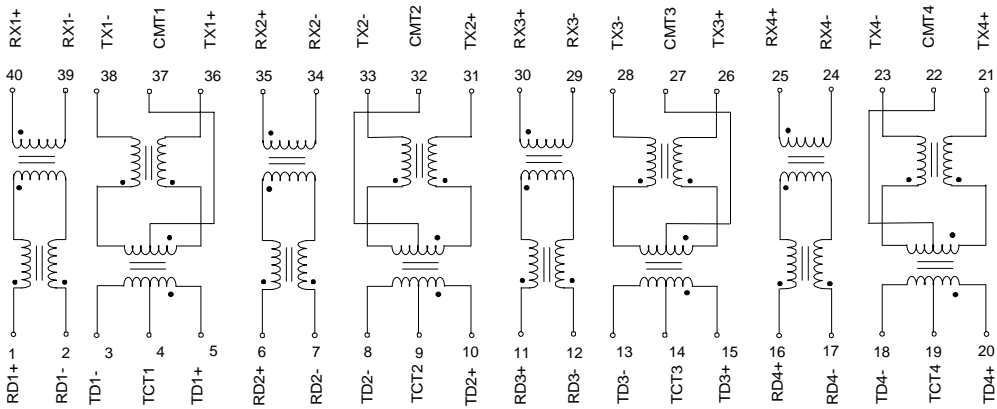 RX1+ RX1- TX1- CMT1 TX1+ RX2+ RX2- TX2- CMT2 TX2+ RX3+ RX3- TX3- CMT3 TX3+ RX4+ RX4- TX4- CMT4 TX4+
40 39 38 37 36 35 34 33 32 31 30 29 28 27 26 25 24 23 22 21
1 2 3 4 5 6 7 8 9 10 11 12 13 14 15 16 17 18 19 20
RD1+ RD1- TD1- TCT1 TD1+ RD2+ RD2- TD2- TCT2 TD2+ RD3+ RD3- TD3- TCT3 TD3+ RD4+ RD4- TD4- TCT4 TD4+